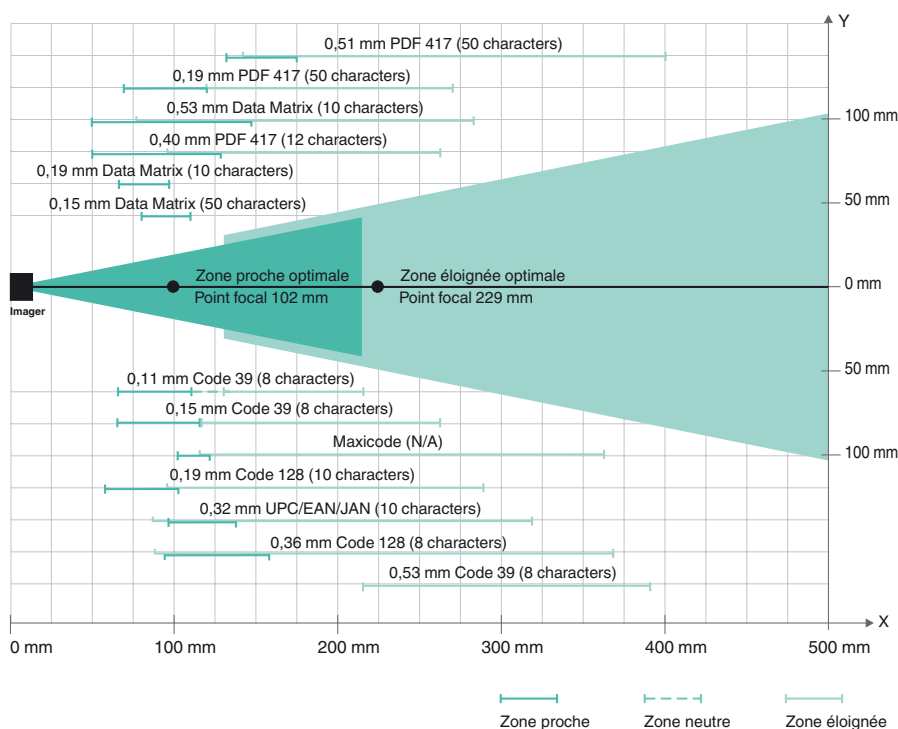 Y
0,51 mm PDF 417 (50 characters)
0,19 mm PDF 417 (50 characters)
0,53 mm Data Matrix (10 characters)
100 mm
0,40 mm PDF 417 (12 characters)
0,19 mm Data Matrix (10 characters)
0,15 mm Data Matrix (50 characters)
50 mm
Zone proche optimale
Point focal 102 mm
Zone éloignée optimale
Point focal 229 mm
0 mm
Imager
0,11 mm Code 39 (8 characters)
50 mm
0,15 mm Code 39 (8 characters)
Maxicode (N/A)
100 mm
0,19 mm Code 128 (10 characters)
0,32 mm UPC/EAN/JAN (10 characters)
0,36 mm Code 128 (8 characters)
0,53 mm Code 39 (8 characters)
X
0 mm
100 mm
200 mm
300 mm
400 mm
500 mm
Zone proche
Zone neutre
Zone éloignée